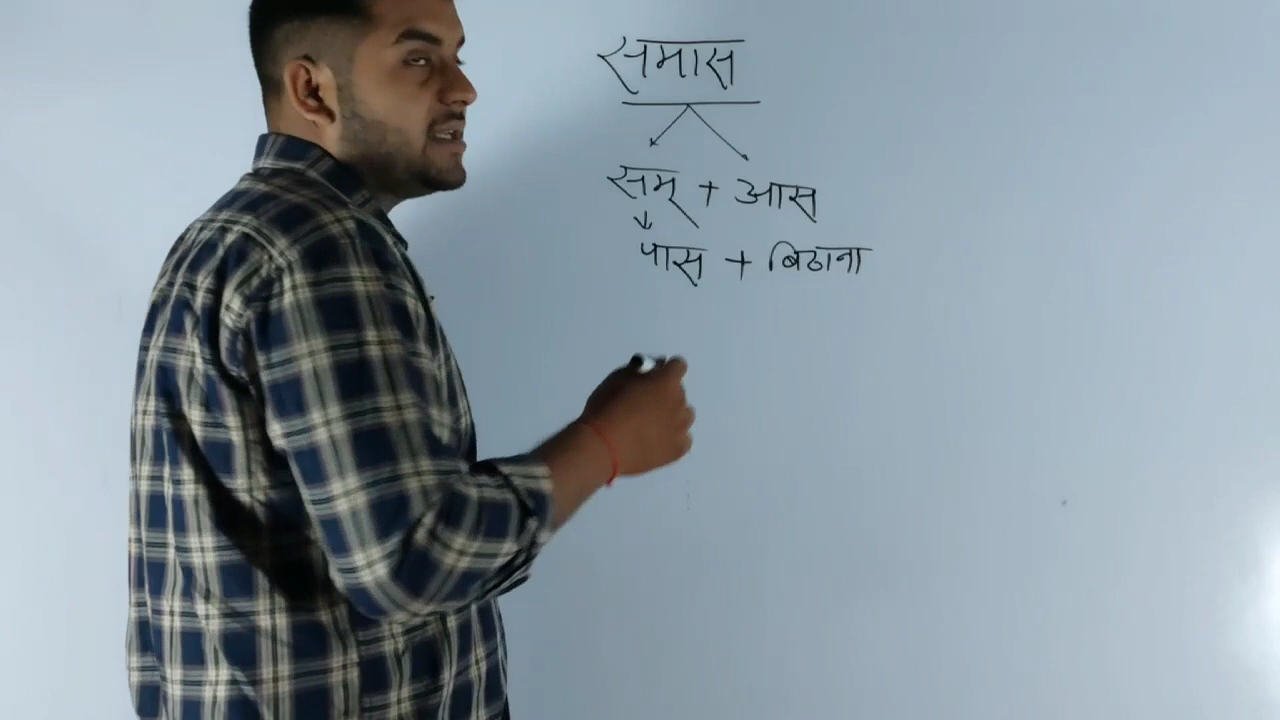 समास
सम् + आस
पास + बिठाना